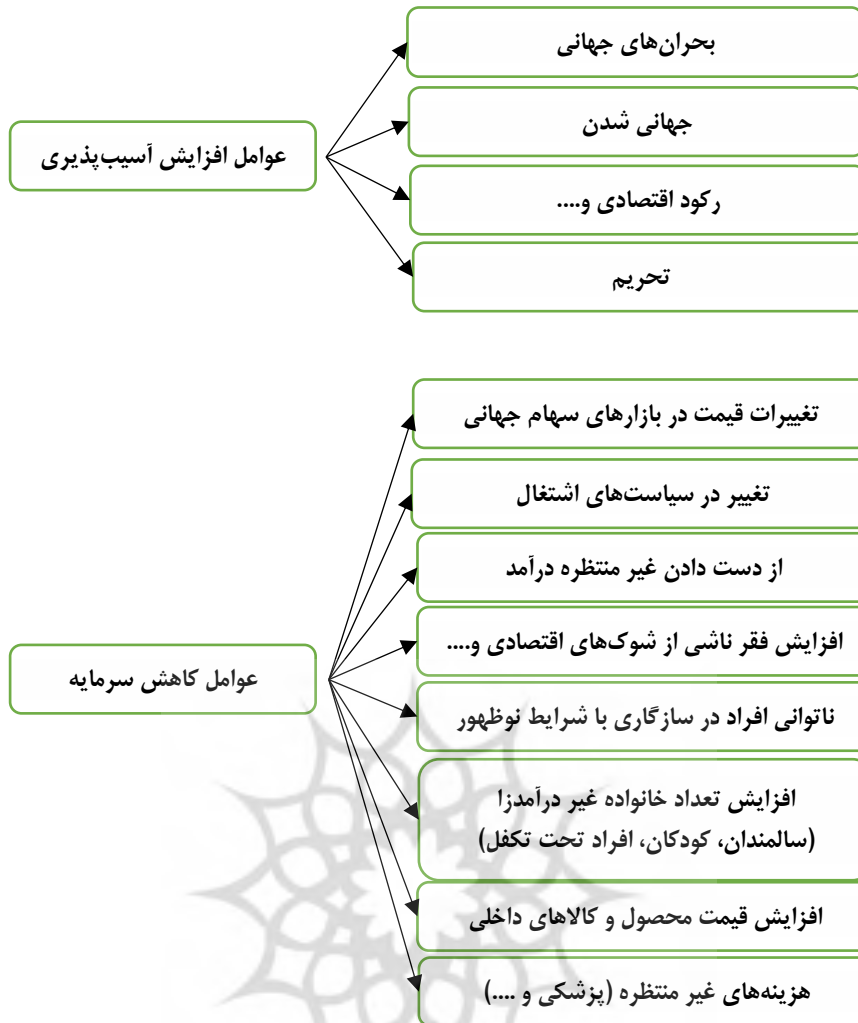 بحران‌های جهانی
جهانی شدن
عوامل افزایش آسیب‌پذیری
رکود اقتصادی و....
تحریم
تغییرات قیمت در بازارهای سهام جهانی
تغییر در سیاست‌های اشتغال
از دست دادن غیر منتظره درآمد
افزایش فقر ناشی از شوک‌های اقتصادی و....
عوامل کاهش سرمایه
ناتوانی افراد در سازگاری با شرایط نوظهور
افزایش تعداد خانواده غیر درآمدزا
(سالمندان، کودکان، افراد تحت تکفل)
افزایش قیمت محصول و کالاهای داخلی
هزینه‌های غیر منتظره (پزشکی و ....)